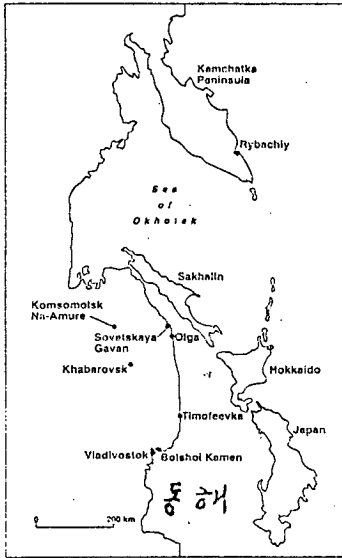 Kamchatka
Peninsula
Rybachiy
Sea
of
Okhotsk
Sakhalin
Komsomolsk
Na-Amure
Sovetskaya
Gavan
Olga
Khabarovsk
Hokkaido
Timofeevka
Japan
Vladivostok
Bolshoi Kamen
동해
200 km
0